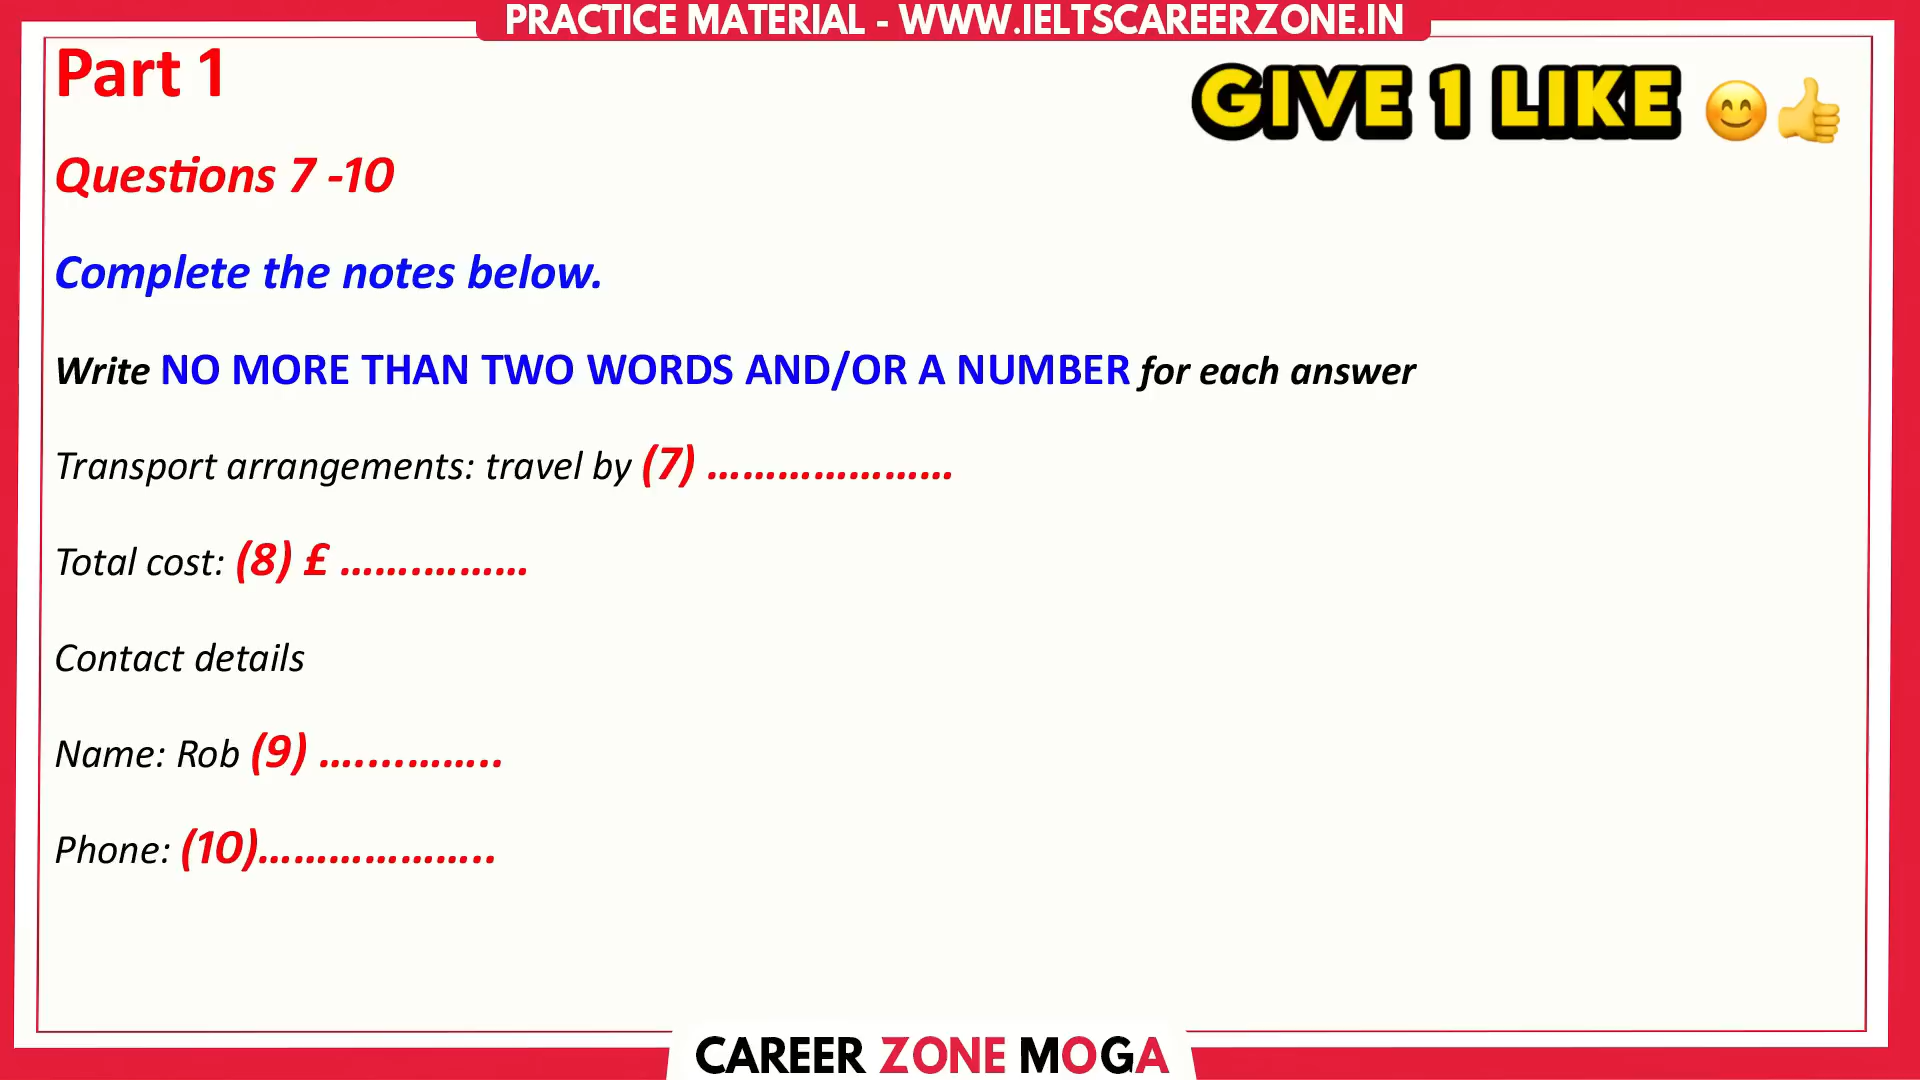 PRACTICE MATERIAL - WWW.IELTSCAREERZONE.IN
Part 1
GIVE 1 LIKE
Questions 7 -10
Complete the notes below.
Write NO MORE THAN TWO WORDS AND/OR A NUMBER for each answer
Transport arrangements: travel by (7) …………………
Total cost: (8) £ …….………
Contact details
Name: Rob (9) …...……..
Phone: (10)………………..
CAREER ZONE MOGA